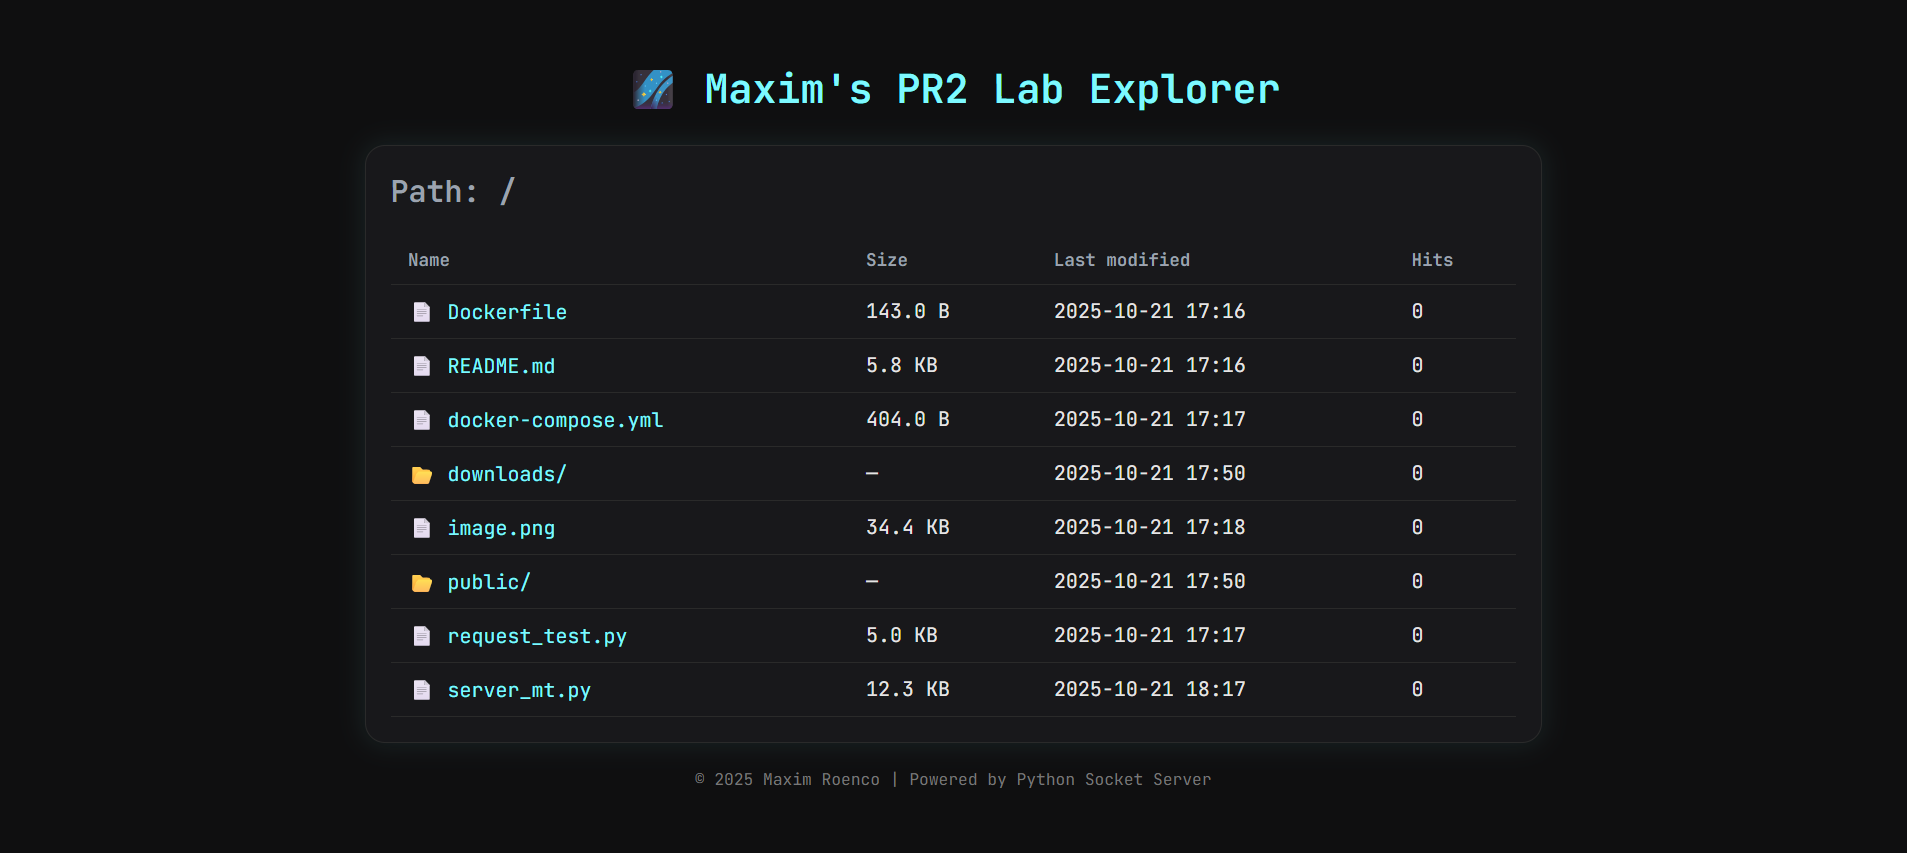 Maxim's PR2 Lab Explorer
Path: /
Name Size Last modified Hits
Dockerfile 143.0 B 2025-10-21 17:16 0
README.md 5.8 KB 2025-10-21 17:16 0
docker-compose.yml 404.0 B 2025-10-21 17:17 0
downloads/ — 2025-10-21 17:50 0
image.png 34.4 KB 2025-10-21 17:18 0
public/ — 2025-10-21 17:50 0
request_test.py 5.0 KB 2025-10-21 17:17 0
server_mt.py 12.3 KB 2025-10-21 18:17 0
© 2025 Maxim Roenco | Powered by Python Socket Server